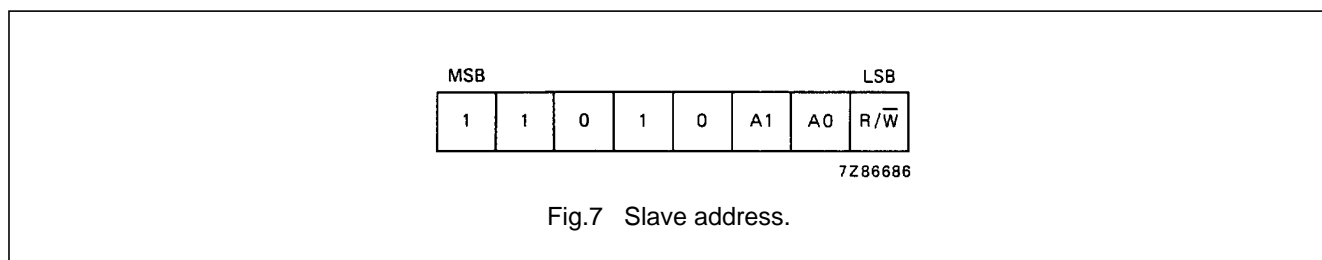 MSB LSB
1 1 0 1 0 A1 A0 R/W̅
7Z86686
Fig.7 Slave address.